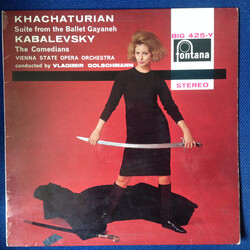 KHACHATURIAN
Suite from the Ballet Gayaneh
KABALEVSKY
The Comedians
VIENNA STATE OPERA ORCHESTRA
conducted by VLADIMIR GOLSCHMANN
BIG 425-Y
fontana
STEREO